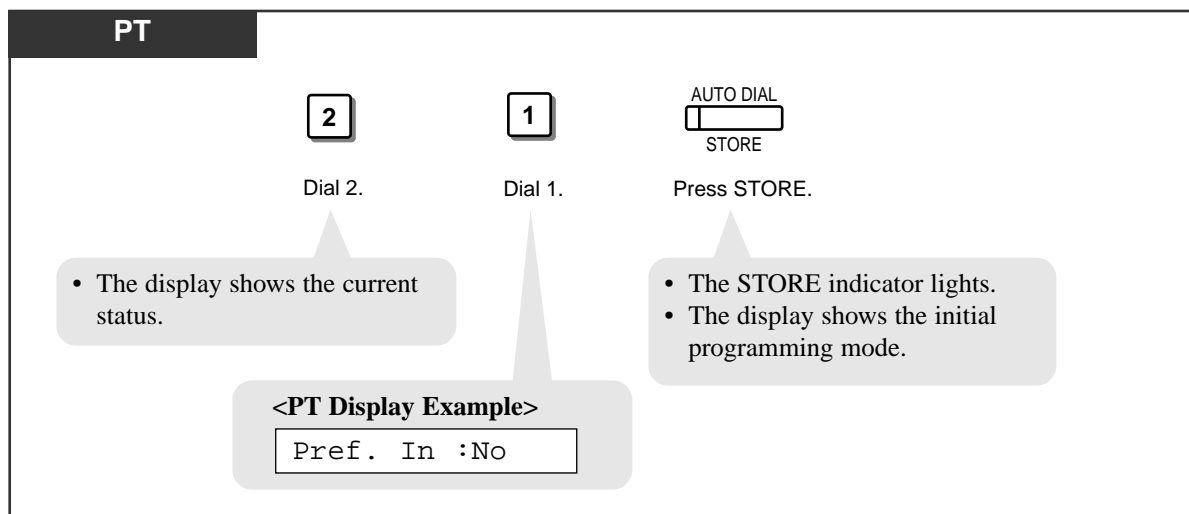 PT
2
1
AUTO DIAL
STORE
Dial 2.
Dial 1.
Press STORE.
• The display shows the current
status.
• The STORE indicator lights.
• The display shows the initial
programming mode.
<PT Display Example>
Pref. In :No